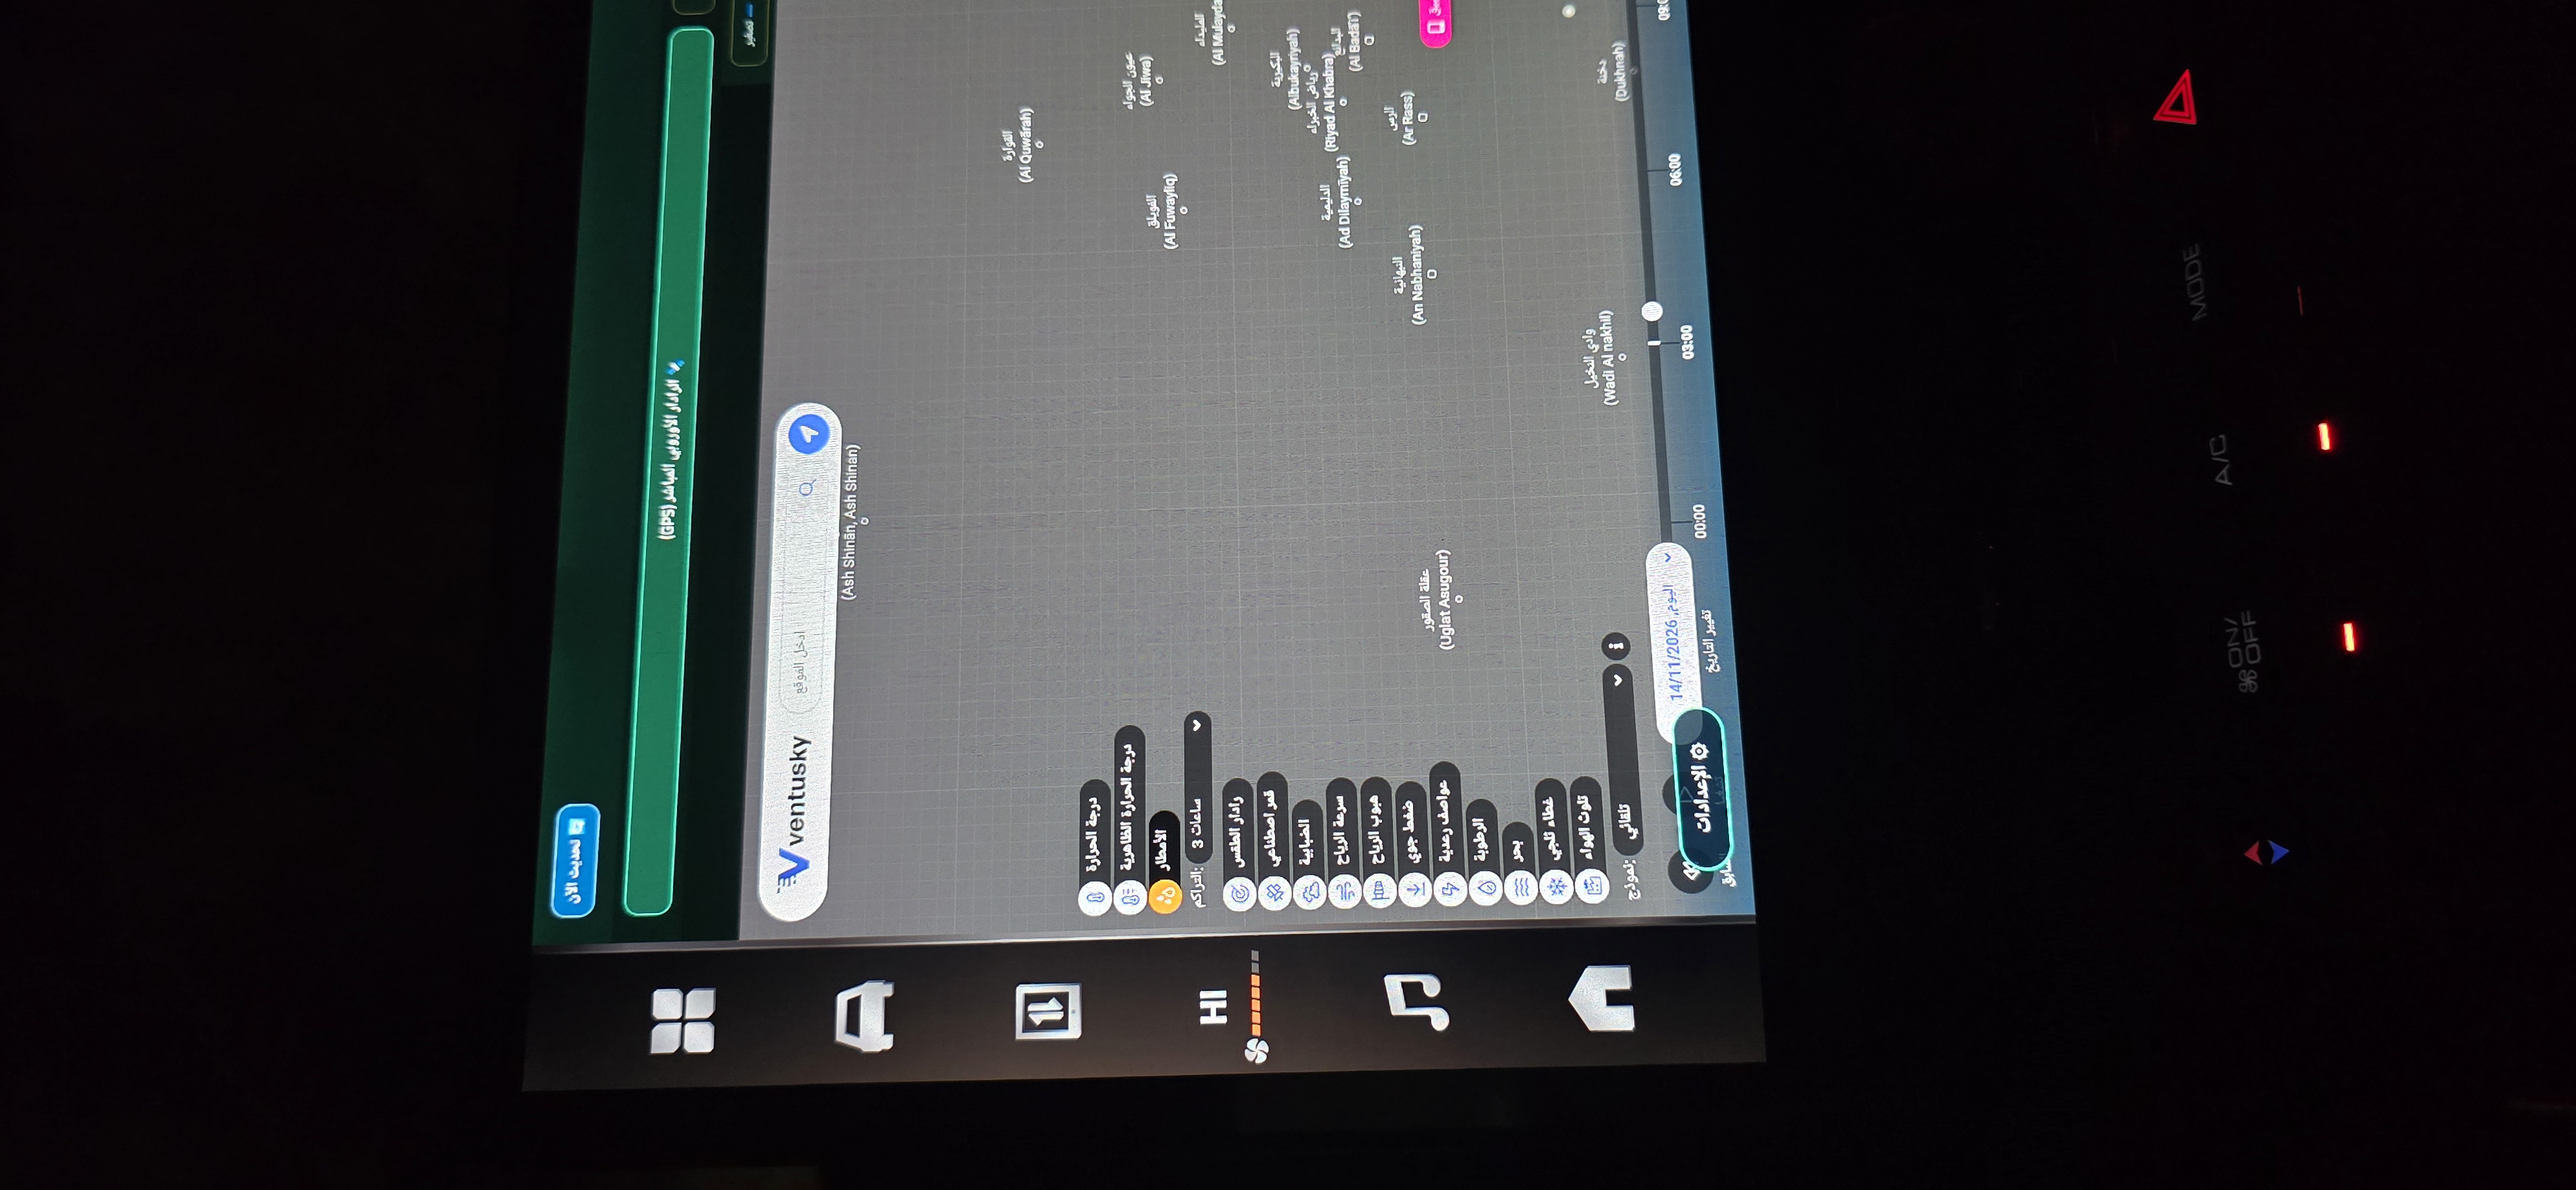 تحديث الآن
الرادار الأوروبي المباشر (GPS)
تصغير
ventusky
ادخل الموقع
(Ash Shinān, Ash Shinan)
القوارة
(Al Quwārah)
درجة الحرارة
درجة الحرارة الظاهرية
الأمطار
التراكم:
3 ساعات
عيون الجواء
(Al Jiwa)
الفويلق
(Al Fuwayliq)
المليداء
(Al Mulayda
HI
رادار الطقس
قمر اصطناعي
الضبابية
سرعة الرياح
هبوب الرياح
ضغط جوي
عواصف رعدية
الرطوبة
بحر
غطاء ثلجي
تلوث الهواء
البكيرية
(Albukayriyah)
رياض الخبراء
(Riyad Al Khabra)
الدليمية
(Ad Dilaymīyah)
البدائع
(Al Badāi')
النبهانية
(An Nabhaniyah)
الرس
(Ar Rass)
عقلة الصقور
(Uglat Asugour)
وادي النخيل
(Wadi Al nakhil)
دخنة
(Dukhnah)
نموذج:
تلقائي
اليوم, 14/11/2026
تغيير التاريخ
الإعدادات
00:00
03:00
06:00
ON/
OFF
A/C
MODE